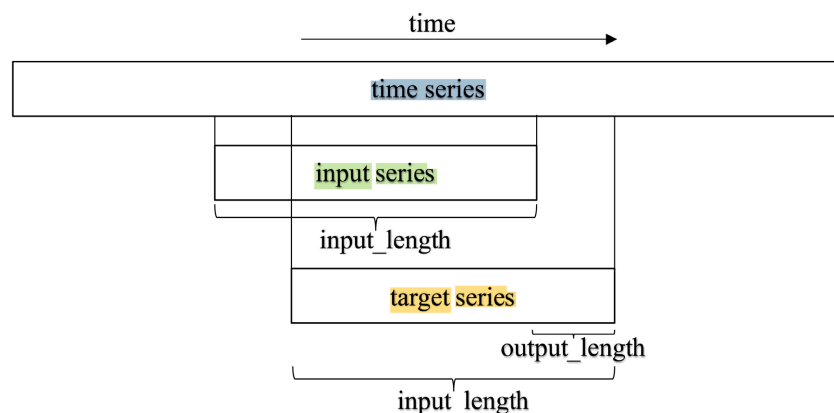 time
time series
input series
input_length
target series
output_length
input_length